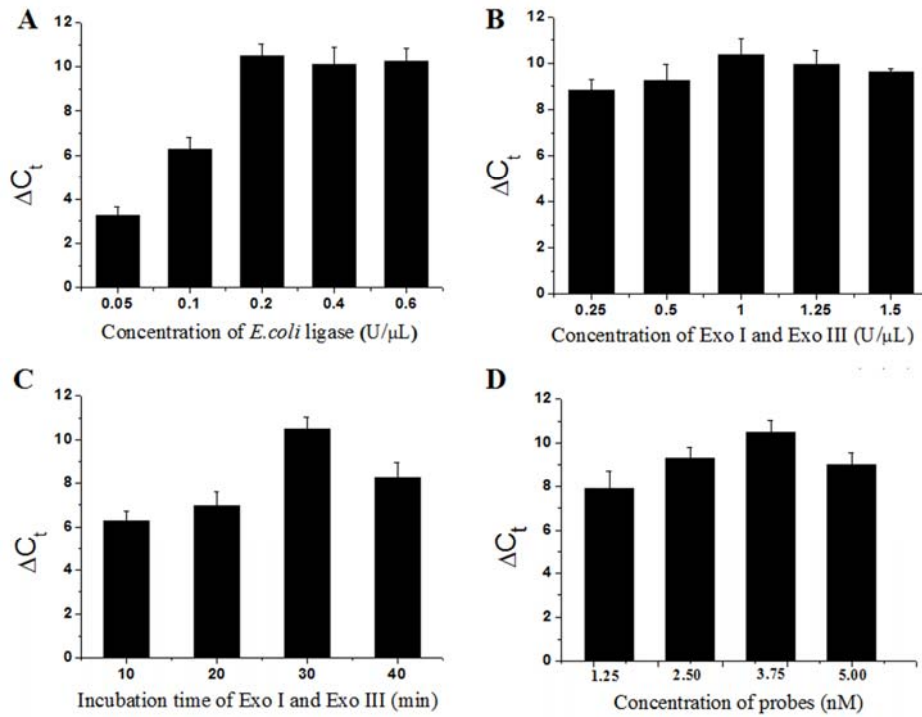 A
12
10
8
6
4
2
0
ΔCt
0.05 0.1 0.2 0.4 0.6
Concentration of E.coli ligase (U/μL)
B
12
10
8
6
4
2
0
ΔCt
0.25 0.5 1 1.25 1.5
Concentration of Exo I and Exo III (U/μL)
C
12
10
8
6
4
2
0
ΔCt
10 20 30 40
Incubation time of Exo I and Exo III (min)
D
12
10
8
6
4
2
0
ΔCt
1.25 2.50 3.75 5.00
Concentration of probes (nM)